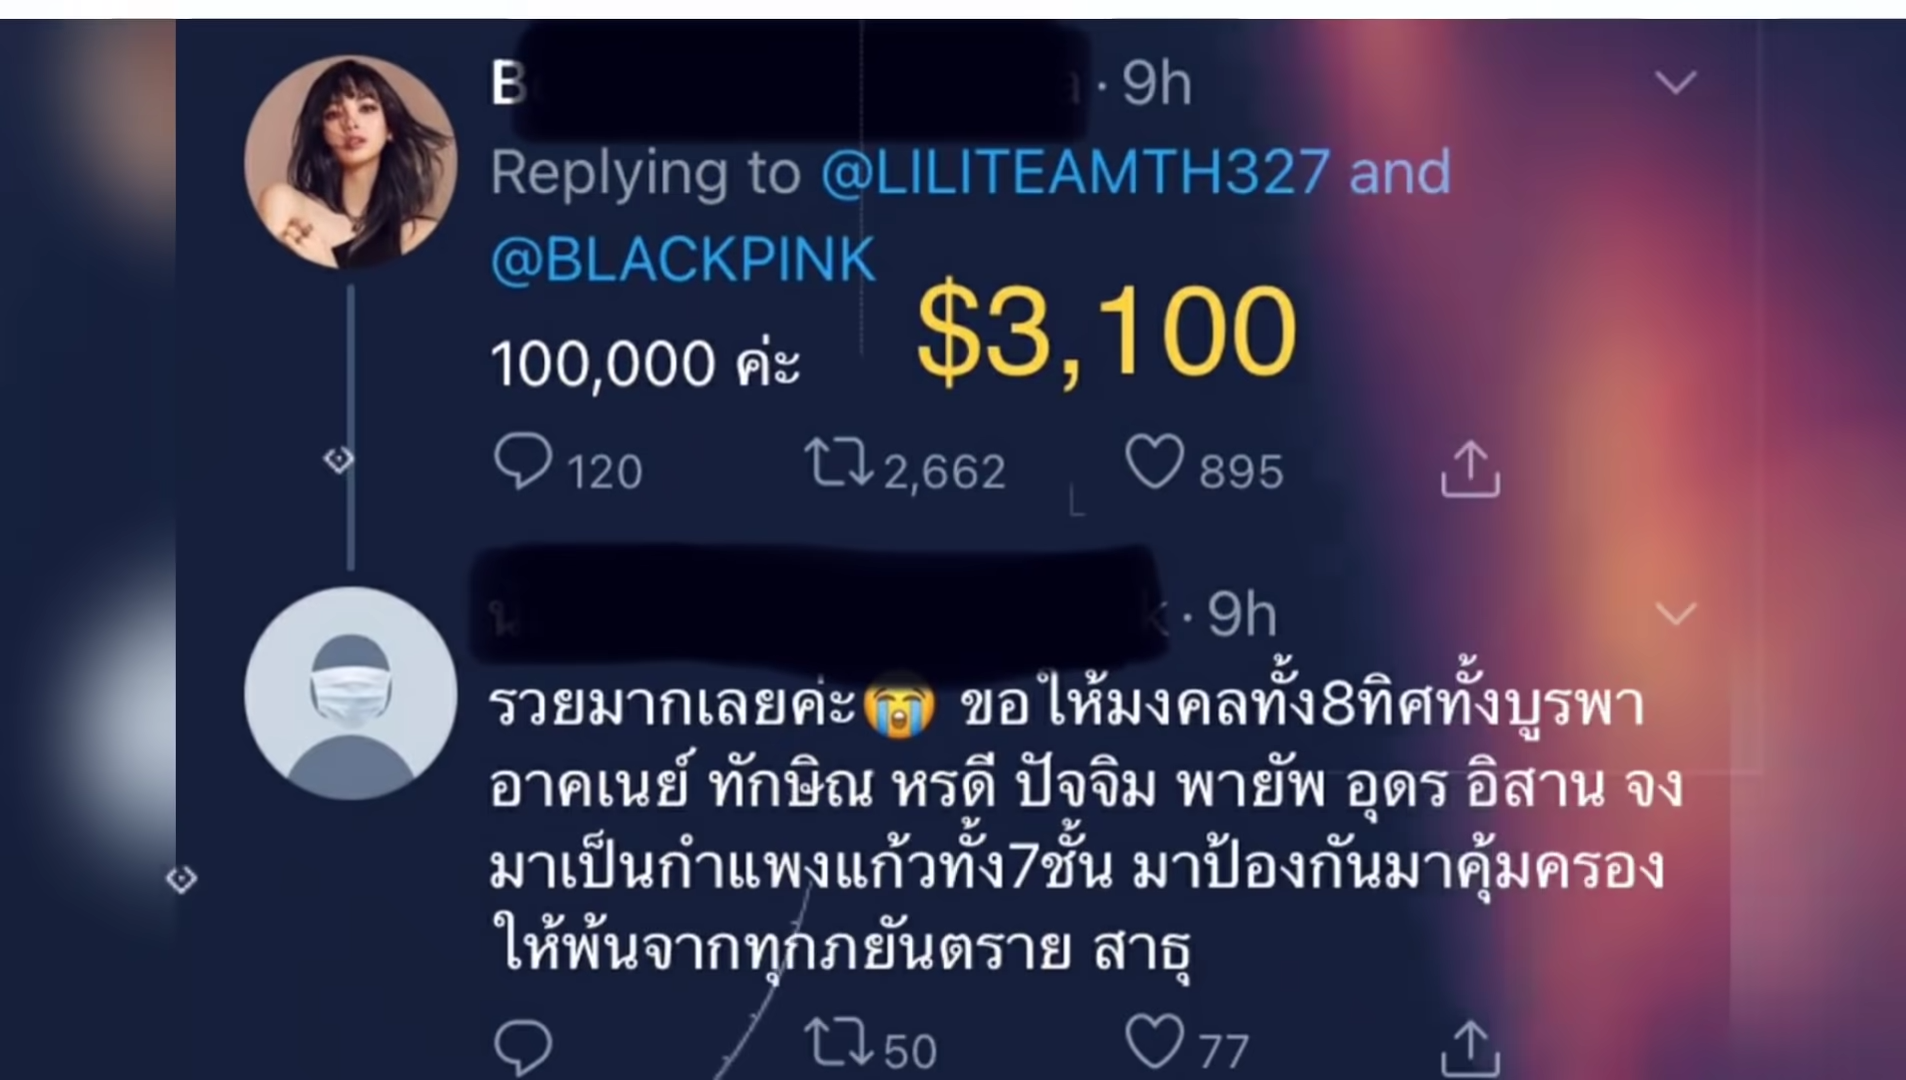 · 9h
Replying to @LILITEAMTH327 and
@BLACKPINK
$3,100
100,000 ค่ะ
120 2,662 895
· 9h
รวยมากเลยค่ะ😭 ขอให้มงคลทั้ง8ทิศทั้งบูรพา
อาคเนย์ ทักษิณ หรดี ปัจจิม พายัพ อุดร อิสาน จง
มาเป็นกำแพงแก้วทั้ง7ชั้น มาป้องกันมาคุ้มครอง
ให้พ้นจากทุกภยันตราย สาธุ
50 77